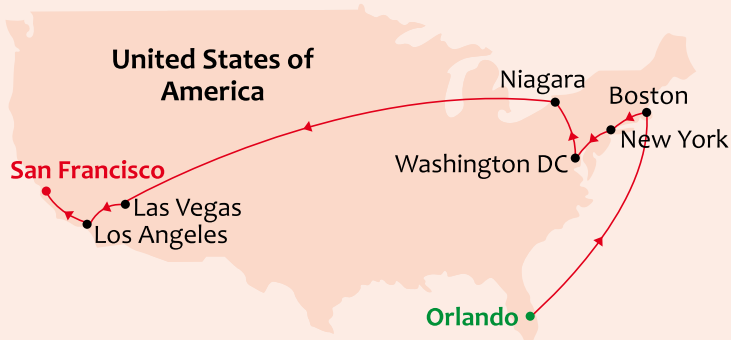 United States of
America
Niagara
Boston
New York
Washington DC
San Francisco
Las Vegas
Los Angeles
Orlando